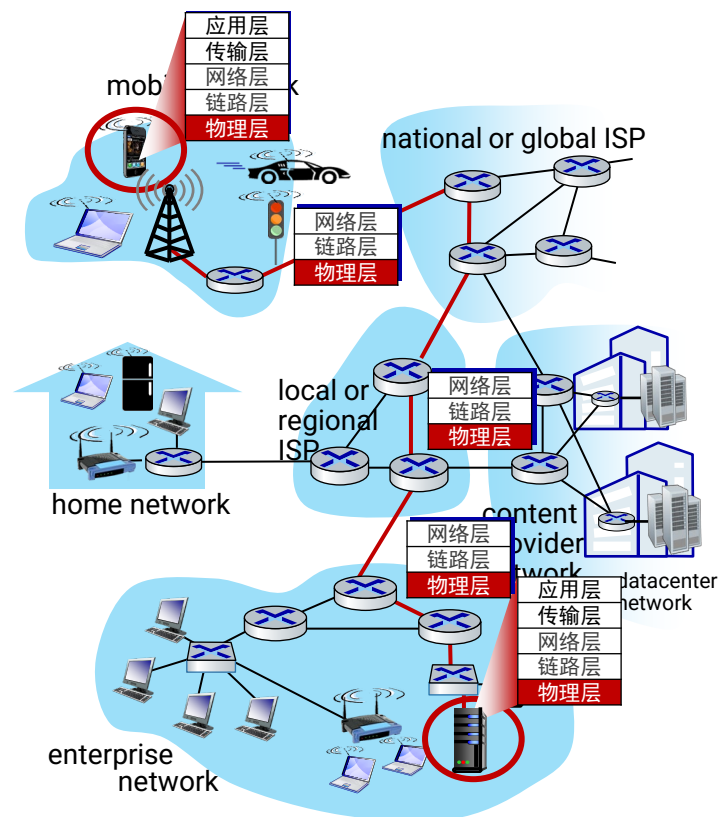 应用层
传输层
网络层
链路层
物理层
national or global ISP
网络层
链路层
物理层
local or
regional
ISP
网络层
链路层
物理层
home network
content
网络层
链路层
物理层
datacenter
network
应用层
传输层
网络层
链路层
物理层
enterprise
network